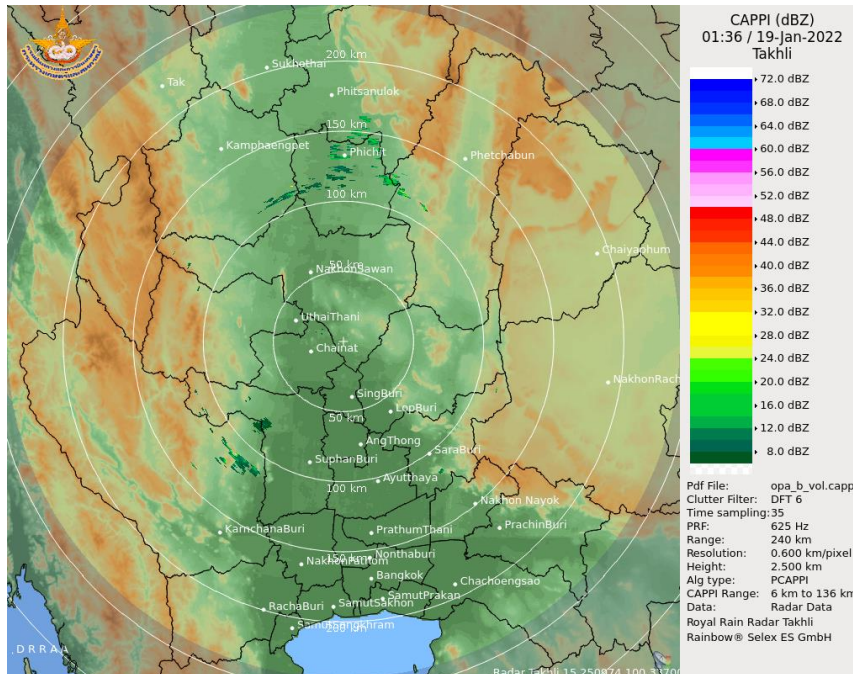 CAPPI (dBZ)
01:36 / 19-Jan-2022
Takhli
72.0 dBZ
68.0 dBZ
64.0 dBZ
60.0 dBZ
56.0 dBZ
52.0 dBZ
48.0 dBZ
44.0 dBZ
40.0 dBZ
36.0 dBZ
32.0 dBZ
28.0 dBZ
24.0 dBZ
20.0 dBZ
16.0 dBZ
12.0 dBZ
8.0 dBZ
Pdf File: opa_b_vol.capp
Clutter Filter: DFT 6
Time sampling:35
PRF: 625 Hz
Range: 240 km
Resolution: 0.600 km/pixel
Height: 2.500 km
Alg type: PCAPPI
CAPPI Range: 6 km to 136 km
Data: Radar Data
Royal Rain Radar Takhli
Rainbow® Selex ES GmbH
200 km
Sukhothai
Tak
Phitsanulok
150 km
Kamphaengpet
Phichit
Phetchabun
100 km
Chaiyaphum
50 km
NakhonSawan
UthaiThani
Chainat
NakhonRach
SingBuri
LopBuri
50 km
AngThong
SaraBuri
SuphanBuri
Ayutthaya
100 km
Nakhon Nayok
KarnchanaBuri
PrathumThani
PrachinBuri
150 km
Nonthaburi
NakhonPathom
Bangkok
Chachoengsao
SamutPrakan
SamutSakhon
RachaBuri
200 km
SamutSongkhram
.D R R A A